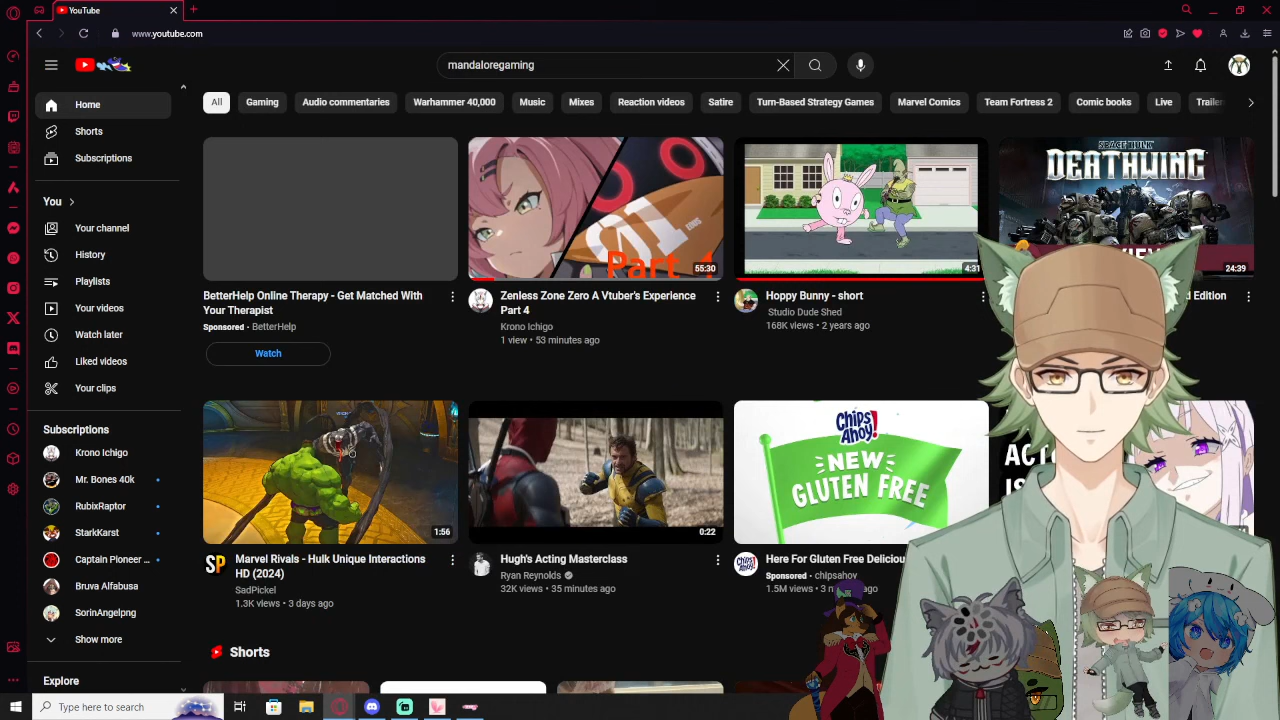 YouTube
www.youtube.com
mandaloregaming
All
Gaming
Audio commentaries
Warhammer 40,000
Music
Mixes
Reaction videos
Satire
Turn-Based Strategy Games
Marvel Comics
Team Fortress 2
Comic books
Live
Home
Shorts
Subscriptions
You
Your channel
History
Playlists
Your videos
Watch later
Liked videos
Your clips
Subscriptions
Krono Ichigo
Mr. Bones 40k
RubixRaptor
StarkKarst
Captain Pioneer ...
Bruva Alfabusa
SorinAngelpng
Show more
Explore
BetterHelp Online Therapy - Get Matched With
Your Therapist
Sponsored · BetterHelp
Watch
01
Part
55:30
Zenless Zone Zero A Vtuber's Experience
Part 4
Krono Ichigo
1 view • 53 minutes ago
4:31
Hoppy Bunny - short
Studio Dude Shed
168K views • 2 years ago
SPACE HULK
DEATHWING
24:39
Edition
1:56
Marvel Rivals - Hulk Unique Interactions
HD (2024)
SadPickel
1.3K views • 3 days ago
0:22
Hugh's Acting Masterclass
Ryan Reynolds
32K views • 35 minutes ago
Chips
Ahoy!
NEW
GLUTEN FREE
Here For Gluten Free Deliciou
Sponsored · chipsahoy
1.5M views
ago
SP
Shorts
Type here to search